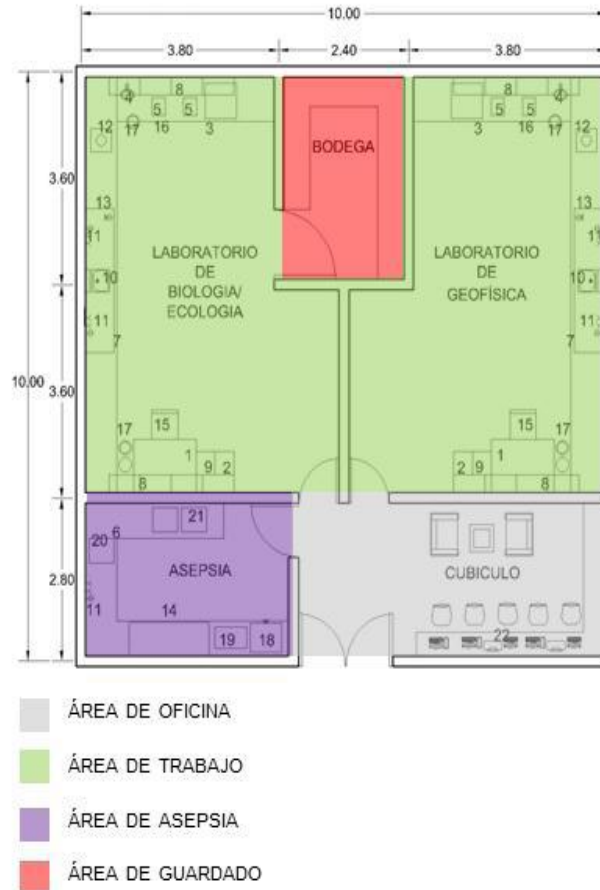 10.00
3.80 2.40 3.80
4 8 8 4
5 5 5 5
12 17 16 3 3 16 17 12
BODEGA
3.60
13 13
11 11
LABORATORIO
DE
BIOLOGIA/
ECOLOGIA
LABORATORIO
DE
GEOFÍSICA
10 10
11 11
7 7
10.00
3.60
15 15
17 17
1 1
9 2 2 9
8 8
21
20 6
ASEPSIA
CUBICULO
2.80
11 14
19 18
22
ÁREA DE OFICINA
ÁREA DE TRABAJO
ÁREA DE ASEPSIA
ÁREA DE GUARDADO